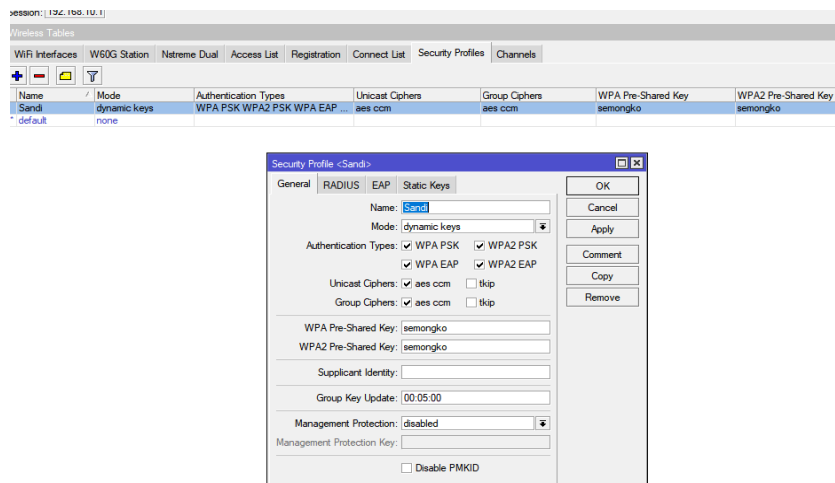 Session: 192.168.10.1
Wireless Tables
WiFi Interfaces W60G Station Nstreme Dual Access List Registration Connect List Security Profiles Channels
Name / Mode Authentication Types Unicast Ciphers Group Ciphers WPA Pre-Shared Key WPA2 Pre-Shared Key
Sandi dynamic keys WPA PSK WPA2 PSK WPA EAP ... aes ccm aes ccm semongko semongko
* default none
Security Profile <Sandi>
General RADIUS EAP Static Keys
OK
Name: Sandi
Cancel
Mode: dynamic keys
Apply
Authentication Types: WPA PSK WPA2 PSK
Comment
WPA EAP WPA2 EAP
Copy
Unicast Ciphers: aes ccm tkip
Remove
Group Ciphers: aes ccm tkip
WPA Pre-Shared Key: semongko
WPA2 Pre-Shared Key: semongko
Supplicant Identity:
Group Key Update: 00:05:00
Management Protection: disabled
Management Protection Key:
Disable PMKID